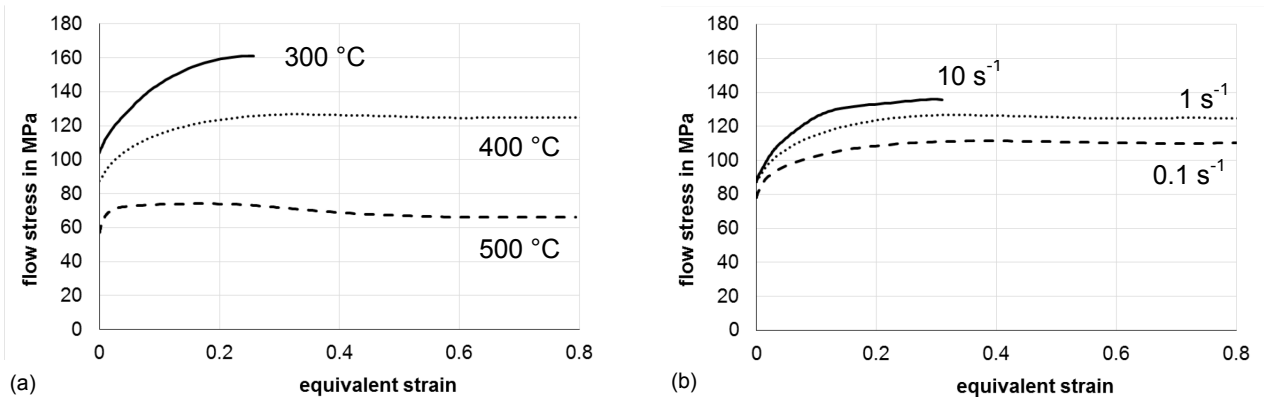 180
160
140
120
100
80
60
40
20
0
flow stress in MPa
300 °C
400 °C
500 °C
0 0.2 0.4 0.6 0.8
equivalent strain
(a)
180
160
140
120
100
80
60
40
20
0
flow stress in MPa
10 s⁻¹
1 s⁻¹
0.1 s⁻¹
0 0.2 0.4 0.6 0.8
equivalent strain
(b)